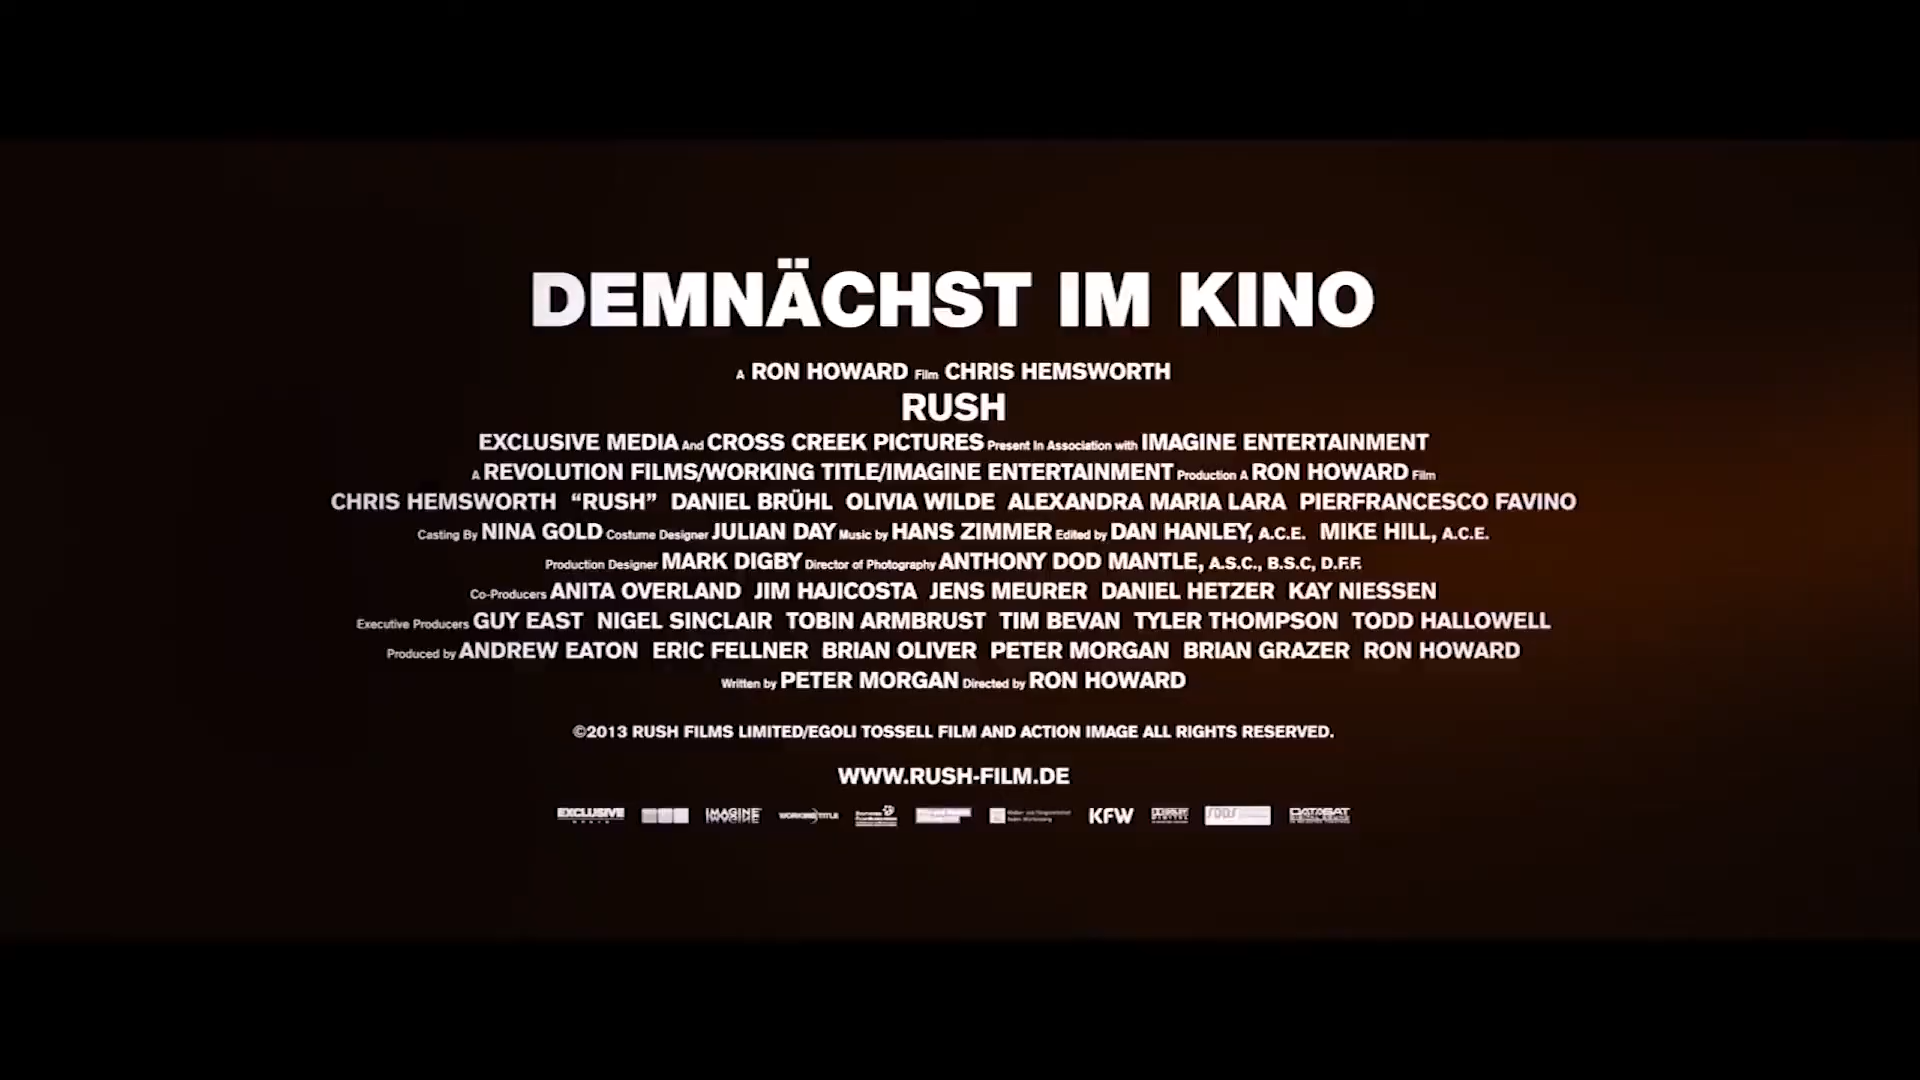 DEMNÄCHST IM KINO
A RON HOWARD Film CHRIS HEMSWORTH
RUSH
EXCLUSIVE MEDIA And CROSS CREEK PICTURES Present In Association with IMAGINE ENTERTAINMENT
A REVOLUTION FILMS/WORKING TITLE/IMAGINE ENTERTAINMENT Production A RON HOWARD Film
CHRIS HEMSWORTH “RUSH” DANIEL BRÜHL OLIVIA WILDE ALEXANDRA MARIA LARA PIERFRANCESCO FAVINO
Casting By NINA GOLD Costume Designer JULIAN DAY Music by HANS ZIMMER Edited by DAN HANLEY, A.C.E. MIKE HILL, A.C.E.
Production Designer MARK DIGBY Director of Photography ANTHONY DOD MANTLE, A.S.C., B.S.C, D.F.F.
Co-Producers ANITA OVERLAND JIM HAJICOSTA JENS MEURER DANIEL HETZER KAY NIESSEN
Executive Producers GUY EAST NIGEL SINCLAIR TOBIN ARMBRUST TIM BEVAN TYLER THOMPSON TODD HALLOWELL
Produced by ANDREW EATON ERIC FELLNER BRIAN OLIVER PETER MORGAN BRIAN GRAZER RON HOWARD
Written by PETER MORGAN Directed by RON HOWARD
©2013 RUSH FILMS LIMITED/EGOLI TOSSELL FILM AND ACTION IMAGE ALL RIGHTS RESERVED.
WWW.RUSH-FILM.DE
EXCLUSIVE MEDIA IMAGINE WORKING TITLE KFW DOLBY DIGITAL SDDS DATASAT